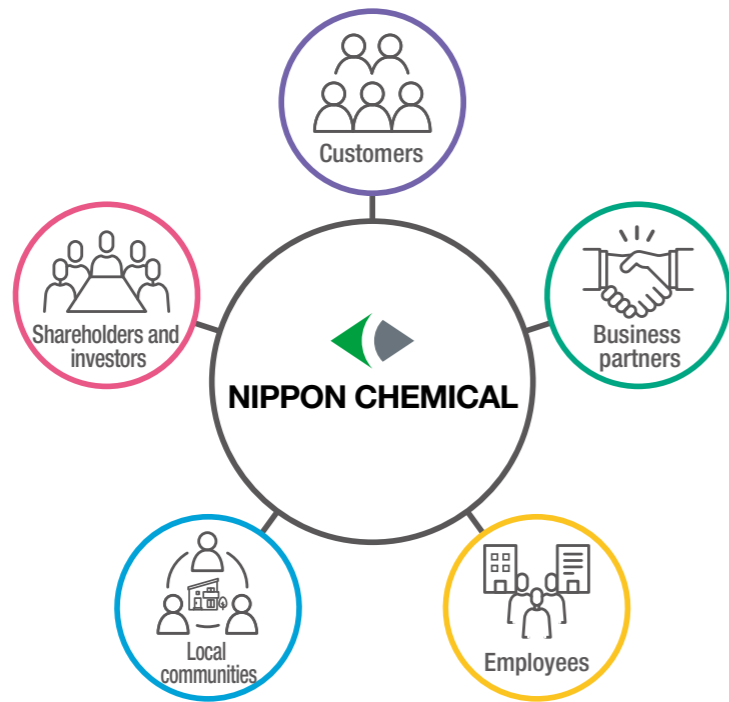 Customers
Shareholders and
investors
Business
partners
NIPPON CHEMICAL
Local
communities
Employees